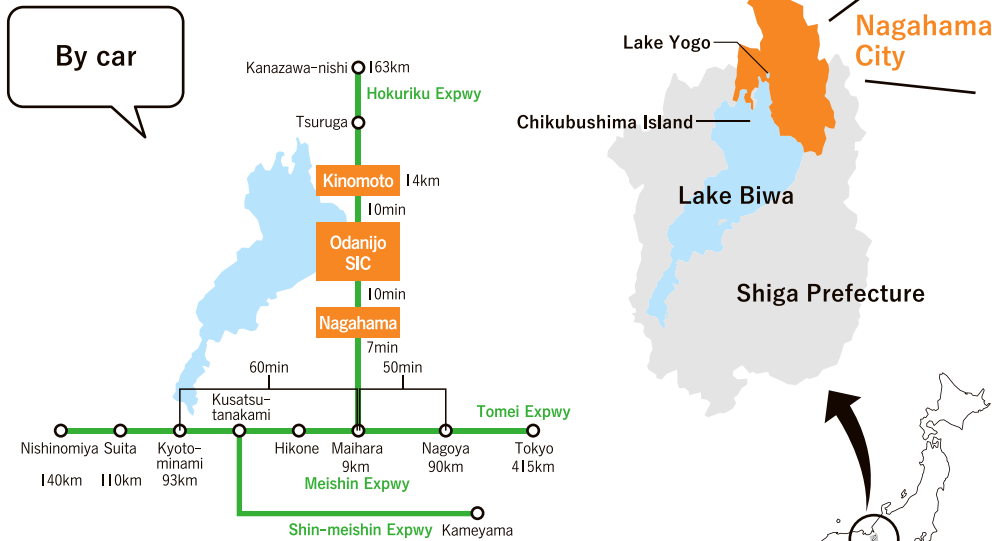 By car
Kanazawa-nishi
163km
Hokuriku Expwy
Tsuruga
Kinomoto
14km
10min
Odanijo
SIC
10min
Nagahama
7min
60min
50min
Kusatsu-
tanakami
Tomei Expwy
Nishinomiya
Suita
Kyoto-
minami
Hikone
Maihara
Nagoya
Tokyo
140km
110km
93km
9km
90km
415km
Meishin Expwy
Shin-meishin Expwy
Kameyama
Nagahama
City
Lake Yogo
Chikubushima Island
Lake Biwa
Shiga Prefecture